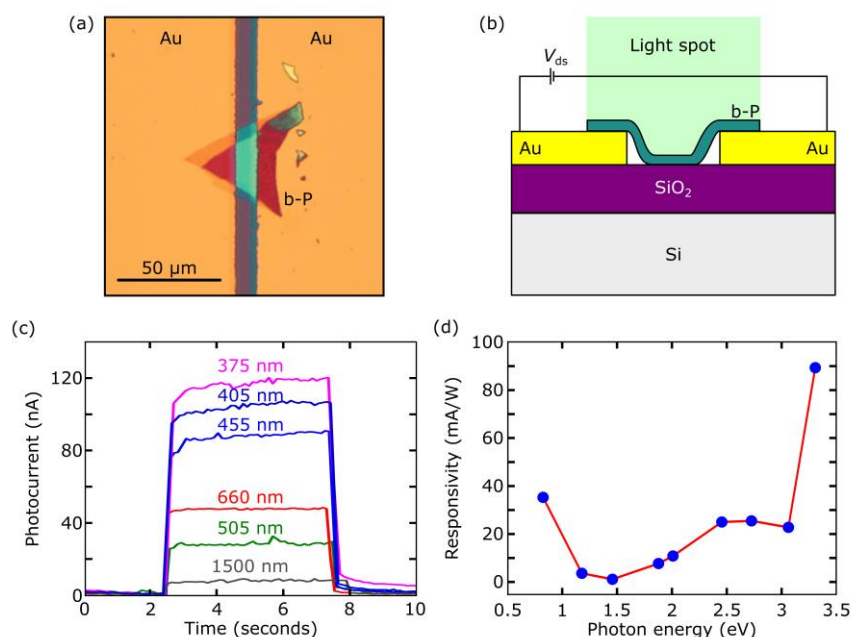 (a)
Au
Au
b-P
50 μm
(b)
Light spot
Vds
b-P
Au
Au
SiO2
Si
(c)
Photocurrent (nA)
120
80
40
0
375 nm
405 nm
455 nm
660 nm
505 nm
1500 nm
0 2 4 6 8 10
Time (seconds)
(d)
Responsivity (mA/W)
100
80
60
40
20
0
0.5 1.0 1.5 2.0 2.5 3.0 3.5
Photon energy (eV)